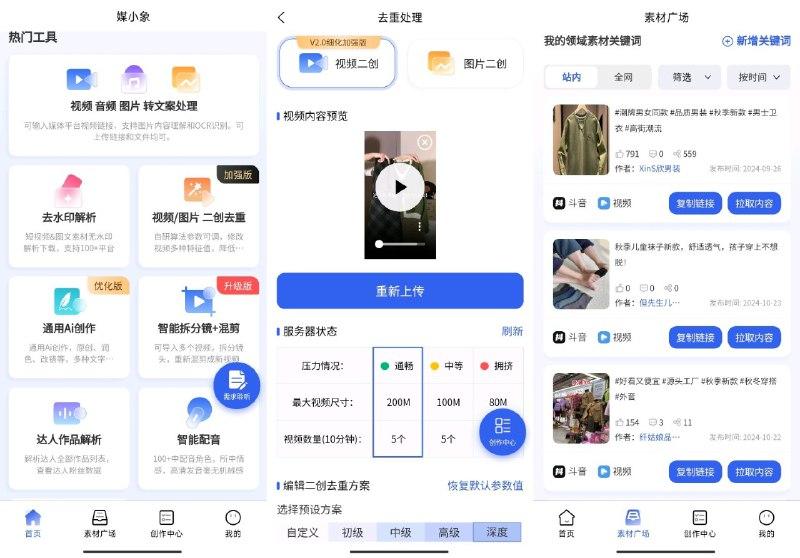 媒小象
热门工具
视频 音频 图片 转文案处理
可输入媒体平台视频链接，支持图片内容理解和OCR识别。可
上传链接和文件均可。
去水印解析
短视频&图文素材无水印
解析下载，支持100+平台
加强版
视频/图片 二创去重
自研算法参数可调，修改
视频多种特征值，降低…
优化版
通用Ai创作
通用Ai创作，原创、润
色、改错等，多种文字…
升级版
智能拆分镜+混剪
可导入多个视频，拆分镜
头，重新混剪成新视频
需求聆听
达人作品解析
解析达人全部作品列表，
查看达人粉丝数据
智能配音
100+中配音角色，所中情
感，高清发音毫无机械感
首页
素材广场
创作中心
我的
去重处理
V2.0细化加强版
视频二创
图片二创
视频内容预览
重新上传
服务器状态
刷新
压力情况：
通畅
中等
拥挤
最大视频尺寸：
200M
100M
80M
视频数量(10分钟)：
5个
5个
创作中心
编辑二创去重方案
恢复默认参数值
选择预设方案
自定义
初级
中级
高级
深度
素材广场
我的领域素材关键词
新增关键词
站内
全网
筛选
按时间
#潮牌男女同款 #品质男装 #秋季新款 #男士卫
衣 #高街潮流
791
0
559
作者：XinS欣男装
发布时间: 2024-09-26
斗音
视频
复制链接
拉取内容
秋季儿童袜子新款，舒适透气，孩子穿上不想
脱！
0
0
0
作者：但先生儿…
发布时间: 2024-10-23
斗音
视频
复制链接
拉取内容
#好看又便宜 #源头工厂 #秋季新款 #秋冬穿搭
#外音
154
3
11
作者：纤姑娘品…
发布时间: 2024-10-22
斗音
视频
复制链接
拉取内容
首页
素材广场
创作中心
我的